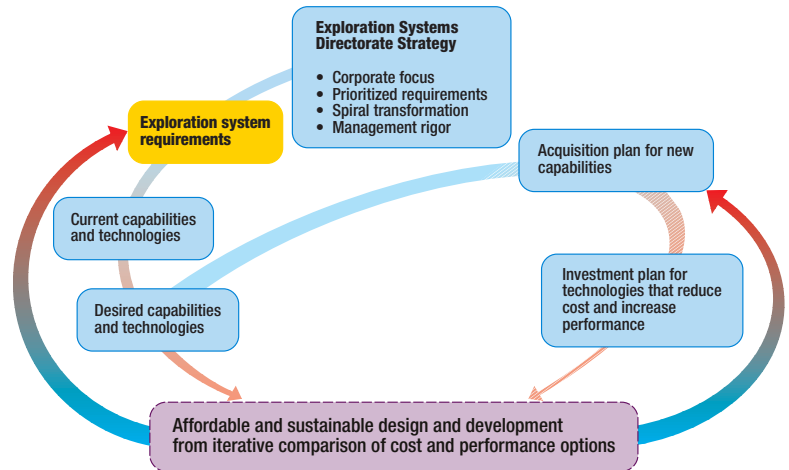 Exploration Systems
Directorate Strategy
• Corporate focus
• Prioritized requirements
• Spiral transformation
• Management rigor
Exploration system
requirements
Acquisition plan for new
capabilities
Current capabilities
and technologies
Desired capabilities
and technologies
Investment plan for
technologies that reduce
cost and increase
performance
Affordable and sustainable design and development
from iterative comparison of cost and performance options